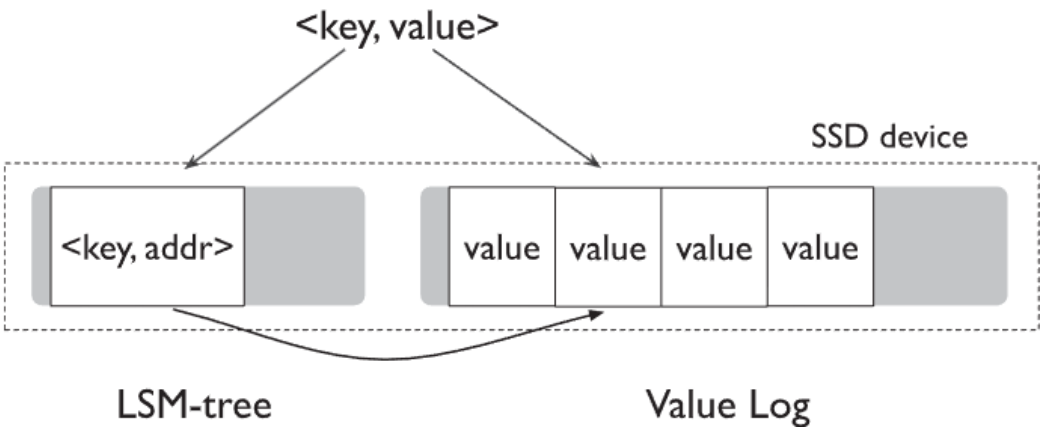 <key, value>
SSD device
<key, addr>
value
value
value
value
LSM-tree
Value Log